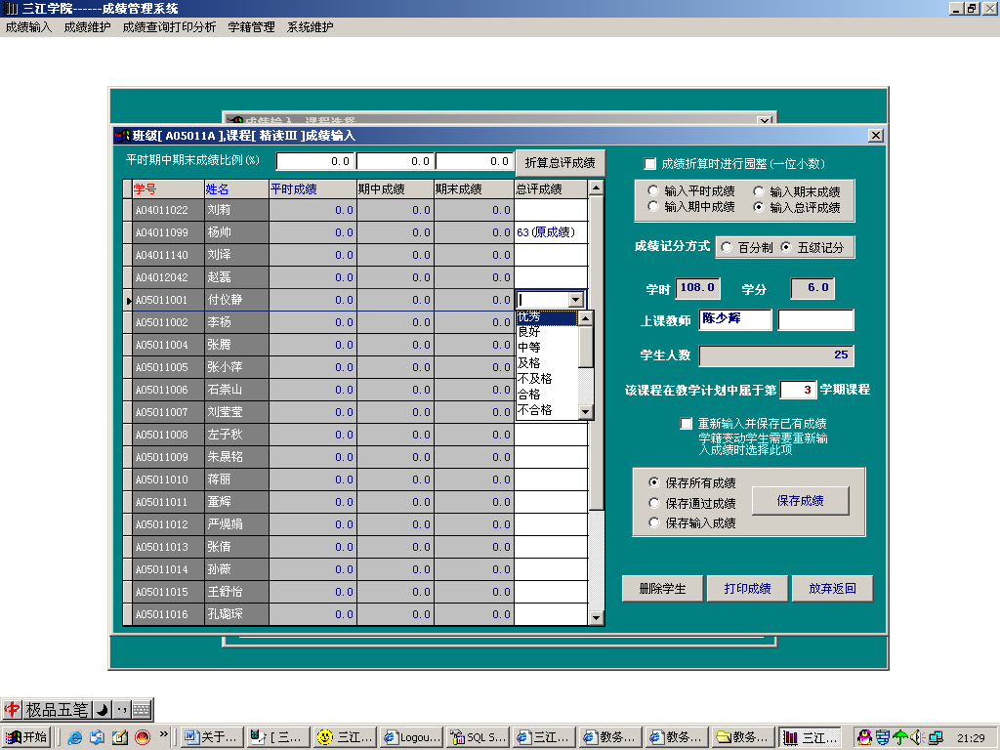 三江学院------成绩管理系统
成绩输入 成绩维护 成绩查询打印分析 学籍管理 系统维护
班级[ A05011A ],课程[ 精读III ]成绩输入
平时期中期末成绩比例(%) 0.0 0.0 0.0 折算总评成绩
学号 姓名 平时成绩 期中成绩 期末成绩 总评成绩
A04011022 刘莉 0.0 0.0 0.0
A04011099 杨帅 0.0 0.0 0.0 63(原成绩)
A04011140 刘译 0.0 0.0 0.0
A04012042 赵磊 0.0 0.0 0.0
A05011001 付仪静 0.0 0.0 0.0
A05011002 李杨 0.0 0.0 0.0
A05011004 张腾 0.0 0.0 0.0
A05011005 张小萍 0.0 0.0 0.0
A05011006 石崇山 0.0 0.0 0.0
A05011007 刘莹莹 0.0 0.0 0.0
A05011008 左子秋 0.0 0.0 0.0
A05011009 朱晟铭 0.0 0.0 0.0
A05011010 蒋丽 0.0 0.0 0.0
A05011011 董辉 0.0 0.0 0.0
A05011012 0.0 0.0 0.0
A05011013 张倩 0.0 0.0 0.0
A05011014 孙薇 0.0 0.0 0.0
A05011015 王舒怡 0.0 0.0 0.0
A05011016 孔璐琛 0.0 0.0 0.0
优秀
良好
中等
及格
不及格
合格
不合格
成绩折算时进行园整(一位小数)
输入平时成绩 输入期末成绩
输入期中成绩 输入总评成绩
成绩记分方式 百分制 五级记分
学时 108.0 学分 6.0
上课教师 陈少辉
学生人数 25
该课程在教学计划中属于第 3 学期课程
重新输入并保存已有成绩
学籍变动学生需要重新输
入成绩时选择此项
保存所有成绩
保存通过成绩
保存输入成绩
保存成绩
删除学生 打印成绩 放弃返回
中 极品五笔
开始 关于... [ 三... 三江... Logou... SQL S... 三江... 教务... 教务... 教务... 三江... 21:29